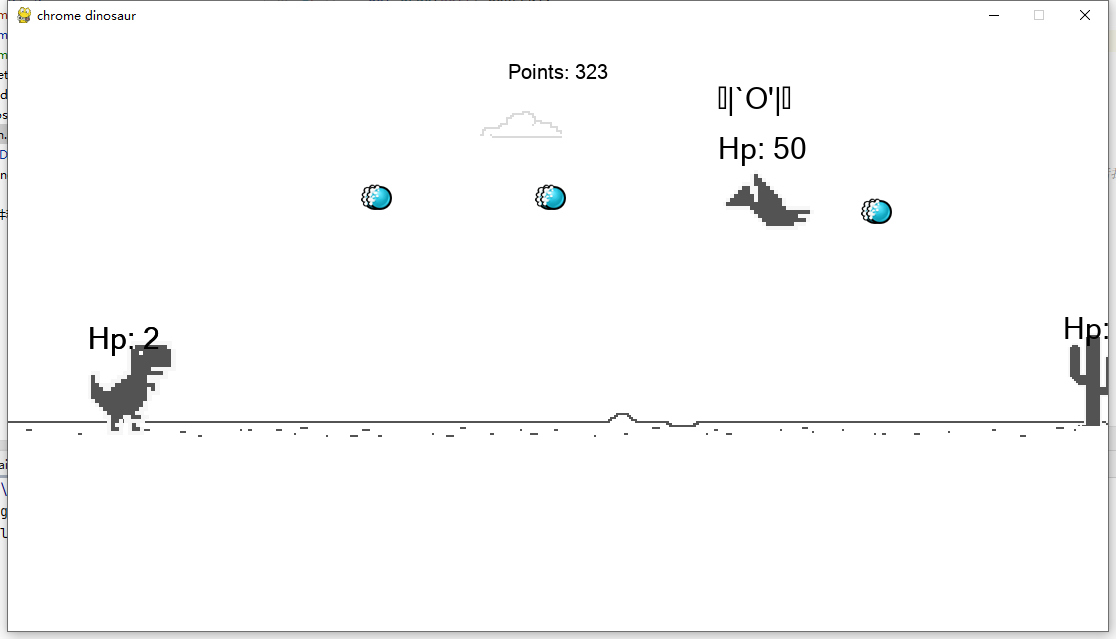 chrome dinosaur
Points: 323
▯|`O'|▯
Hp: 50
Hp: 2
Hp: